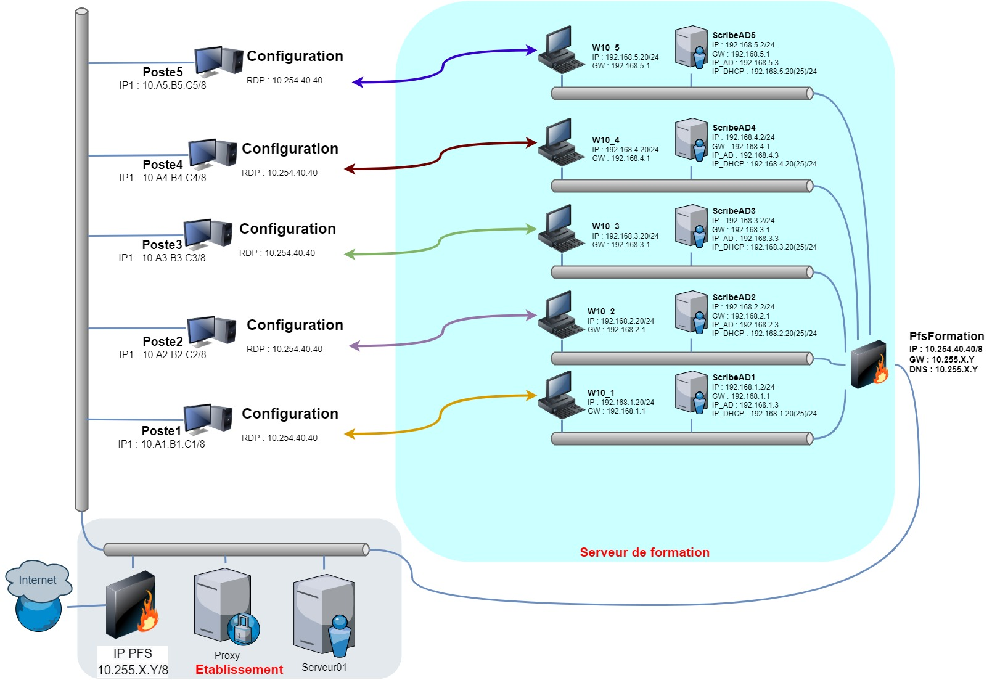 Configuration
RDP : 10.254.40.40
Poste5
IP1 : 10.A5.B5.C5/8
W10_5
IP : 192.168.5.20/24
GW : 192.168.5.1
ScribeAD5
IP : 192.168.5.2/24
GW : 192.168.5.1
IP_AD : 192.168.5.3
IP_DHCP : 192.168.5.20(25)/24
Configuration
RDP : 10.254.40.40
Poste4
IP1 : 10.A4.B4.C4/8
W10_4
IP : 192.168.4.20/24
GW : 192.168.4.1
ScribeAD4
IP : 192.168.4.2/24
GW : 192.168.4.1
IP_AD : 192.168.4.3
IP_DHCP : 192.168.4.20(25)/24
Configuration
RDP : 10.254.40.40
Poste3
IP1 : 10.A3.B3.C3/8
W10_3
IP : 192.168.3.20/24
GW : 192.168.3.1
ScribeAD3
IP : 192.168.3.2/24
GW : 192.168.3.1
IP_AD : 192.168.3.3
IP_DHCP : 192.168.3.20(25)/24
Configuration
RDP : 10.254.40.40
Poste2
IP1 : 10.A2.B2.C2/8
W10_2
IP : 192.168.2.20/24
GW : 192.168.2.1
ScribeAD2
IP : 192.168.2.2/24
GW : 192.168.2.1
IP_AD : 192.168.2.3
IP_DHCP : 192.168.2.20(25)/24
PfsFormation
IP : 10.254.40.40/8
GW : 10.255.X.Y
DNS : 10.255.X.Y
Configuration
RDP : 10.254.40.40
Poste1
IP1 : 10.A1.B1.C1/8
W10_1
IP : 192.168.1.20/24
GW : 192.168.1.1
ScribeAD1
IP : 192.168.1.2/24
GW : 192.168.1.1
IP_AD : 192.168.1.3
IP_DHCP : 192.168.1.20(25)/24
Serveur de formation
Internet
IP PFS
10.255.X.Y/8
Proxy
Serveur01
Etablissement